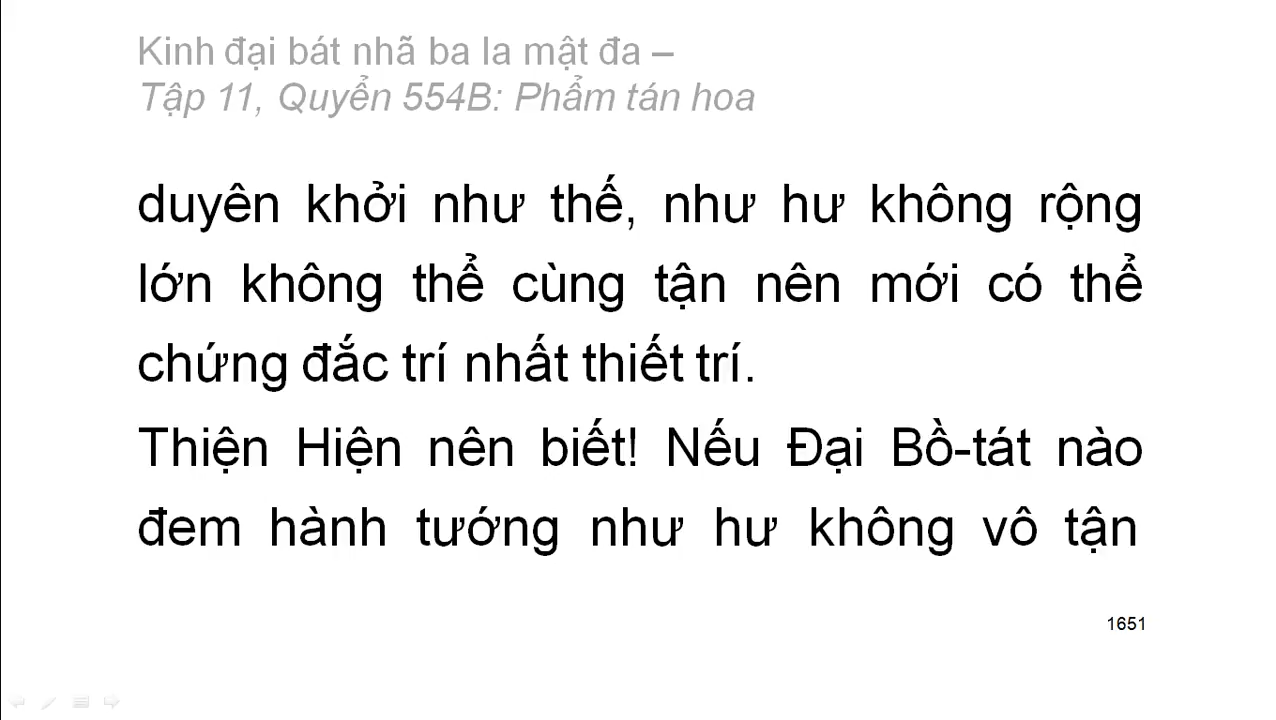 Kinh đại bát nhã ba la mật đa –
Tập 11, Quyển 554B: Phẩm tán hoa
duyên khởi như thế, như hư không rộng
lớn không thể cùng tận nên mới có thể
chứng đắc trí nhất thiết trí.
Thiện Hiện nên biết! Nếu Đại Bồ-tát nào
đem hành tướng như hư không vô tận
1651